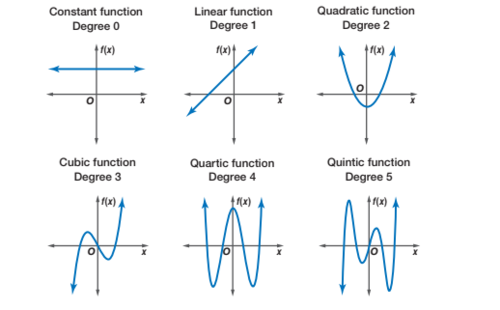 Constant function
Degree 0
Linear function
Degree 1
Quadratic function
Degree 2
f(x)
O
x
f(x)
O
x
f(x)
O
x
Cubic function
Degree 3
Quartic function
Degree 4
Quintic function
Degree 5
f(x)
O
x
f(x)
O
x
f(x)
O
x